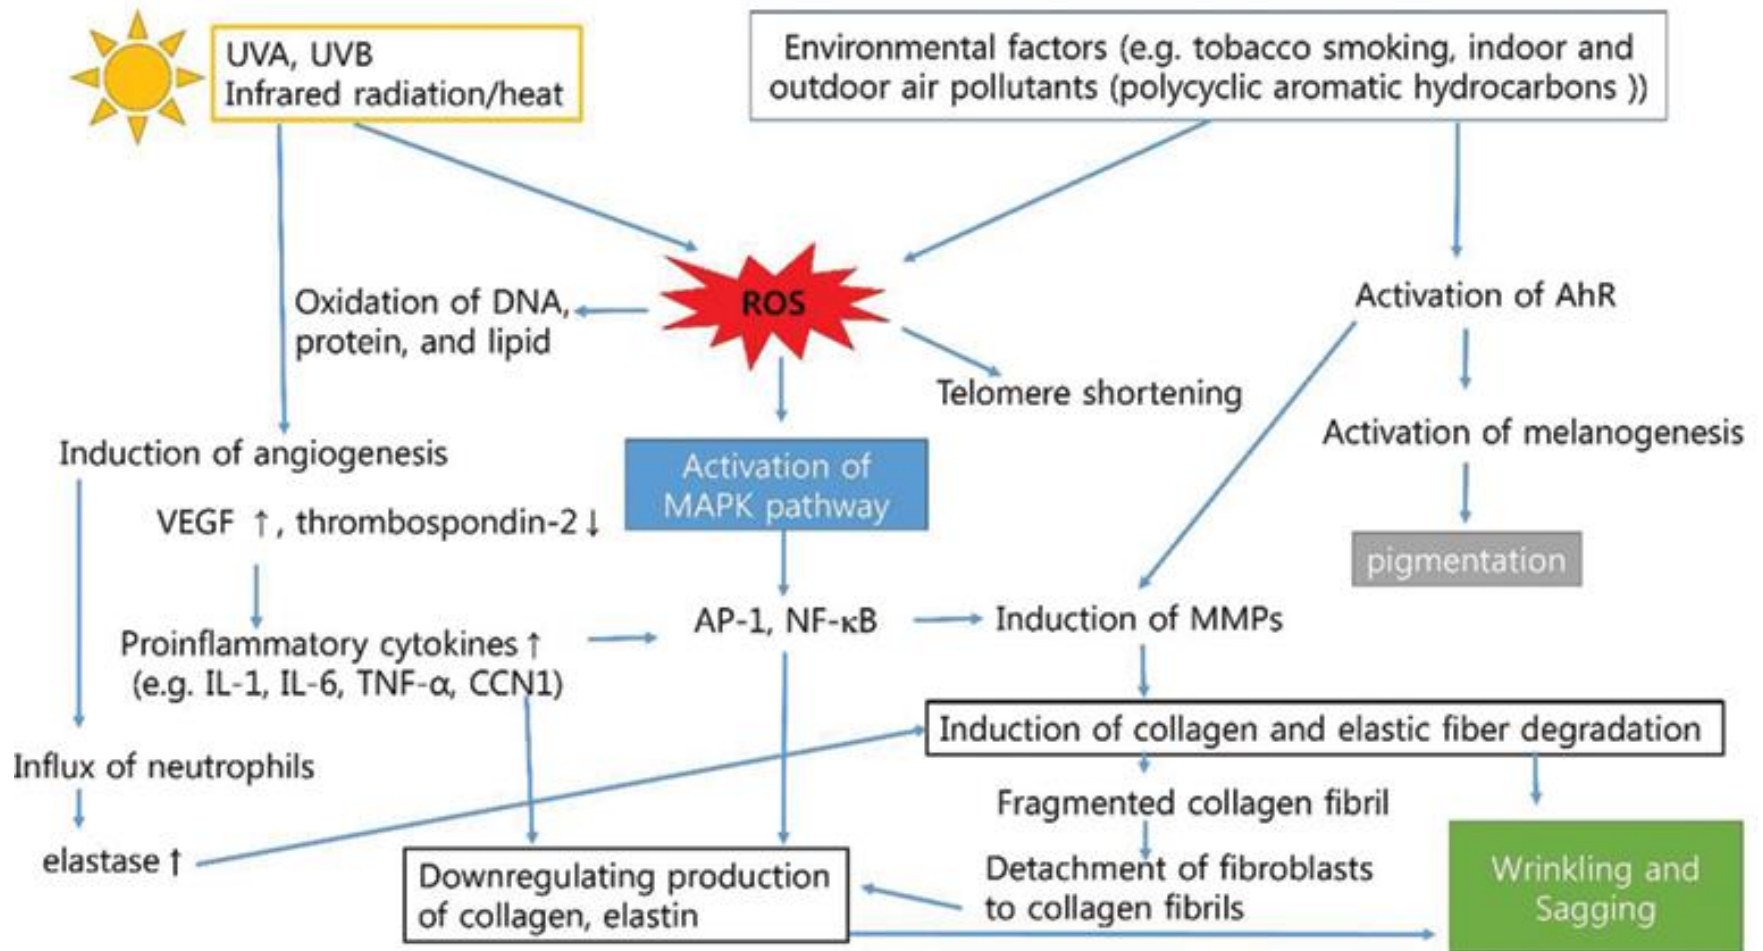 UVA, UVB
Infrared radiation/heat
Environmental factors (e.g. tobacco smoking, indoor and
outdoor air pollutants (polycyclic aromatic hydrocarbons ))
ROS
Oxidation of DNA,
protein, and lipid
Activation of AhR
Telomere shortening
Activation of melanogenesis
Induction of angiogenesis
Activation of
MAPK pathway
VEGF ↑, thrombospondin-2↓
pigmentation
AP-1, NF-κB
Induction of MMPs
Proinflammatory cytokines↑
(e.g. IL-1, IL-6, TNF-α, CCN1)
Induction of collagen and elastic fiber degradation
Influx of neutrophils
Fragmented collagen fibril
elastase↑
Downregulating production
of collagen, elastin
Detachment of fibroblasts
to collagen fibrils
Wrinkling and
Sagging